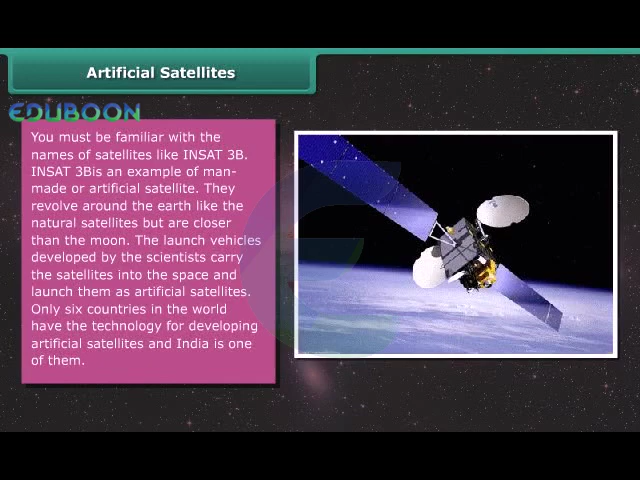 Artificial Satellites
EDUBOON
You must be familiar with the
names of satellites like INSAT 3B.
INSAT 3Bis an example of man-
made or artificial satellite. They
revolve around the earth like the
natural satellites but are closer
than the moon. The launch vehicles
developed by the scientists carry
the satellites into the space and
launch them as artificial satellites.
Only six countries in the world
have the technology for developing
artificial satellites and India is one
of them.